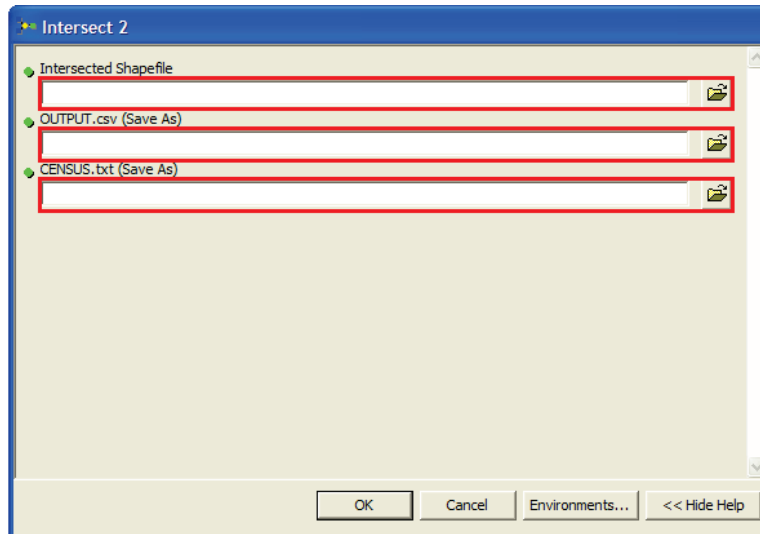 Intersect 2
Intersected Shapefile
OUTPUT.csv (Save As)
CENSUS.txt (Save As)
OK Cancel Environments... << Hide Help